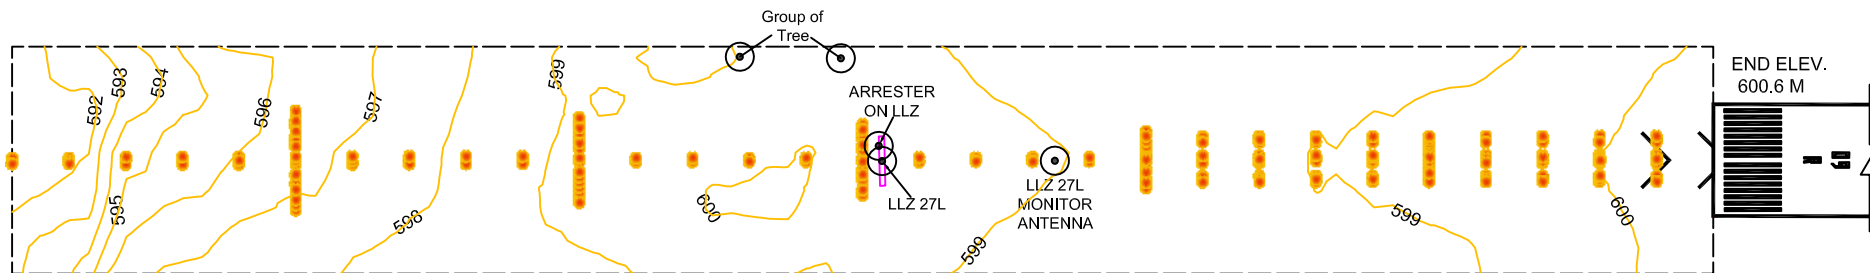 Group of
Tree
END ELEV.
600.6 M
592
593
594
595
596
597
598
599
ARRESTER
ON LLZ
LLZ 27L
600
LLZ 27L
MONITOR
ANTENNA
599
599
600
09
R